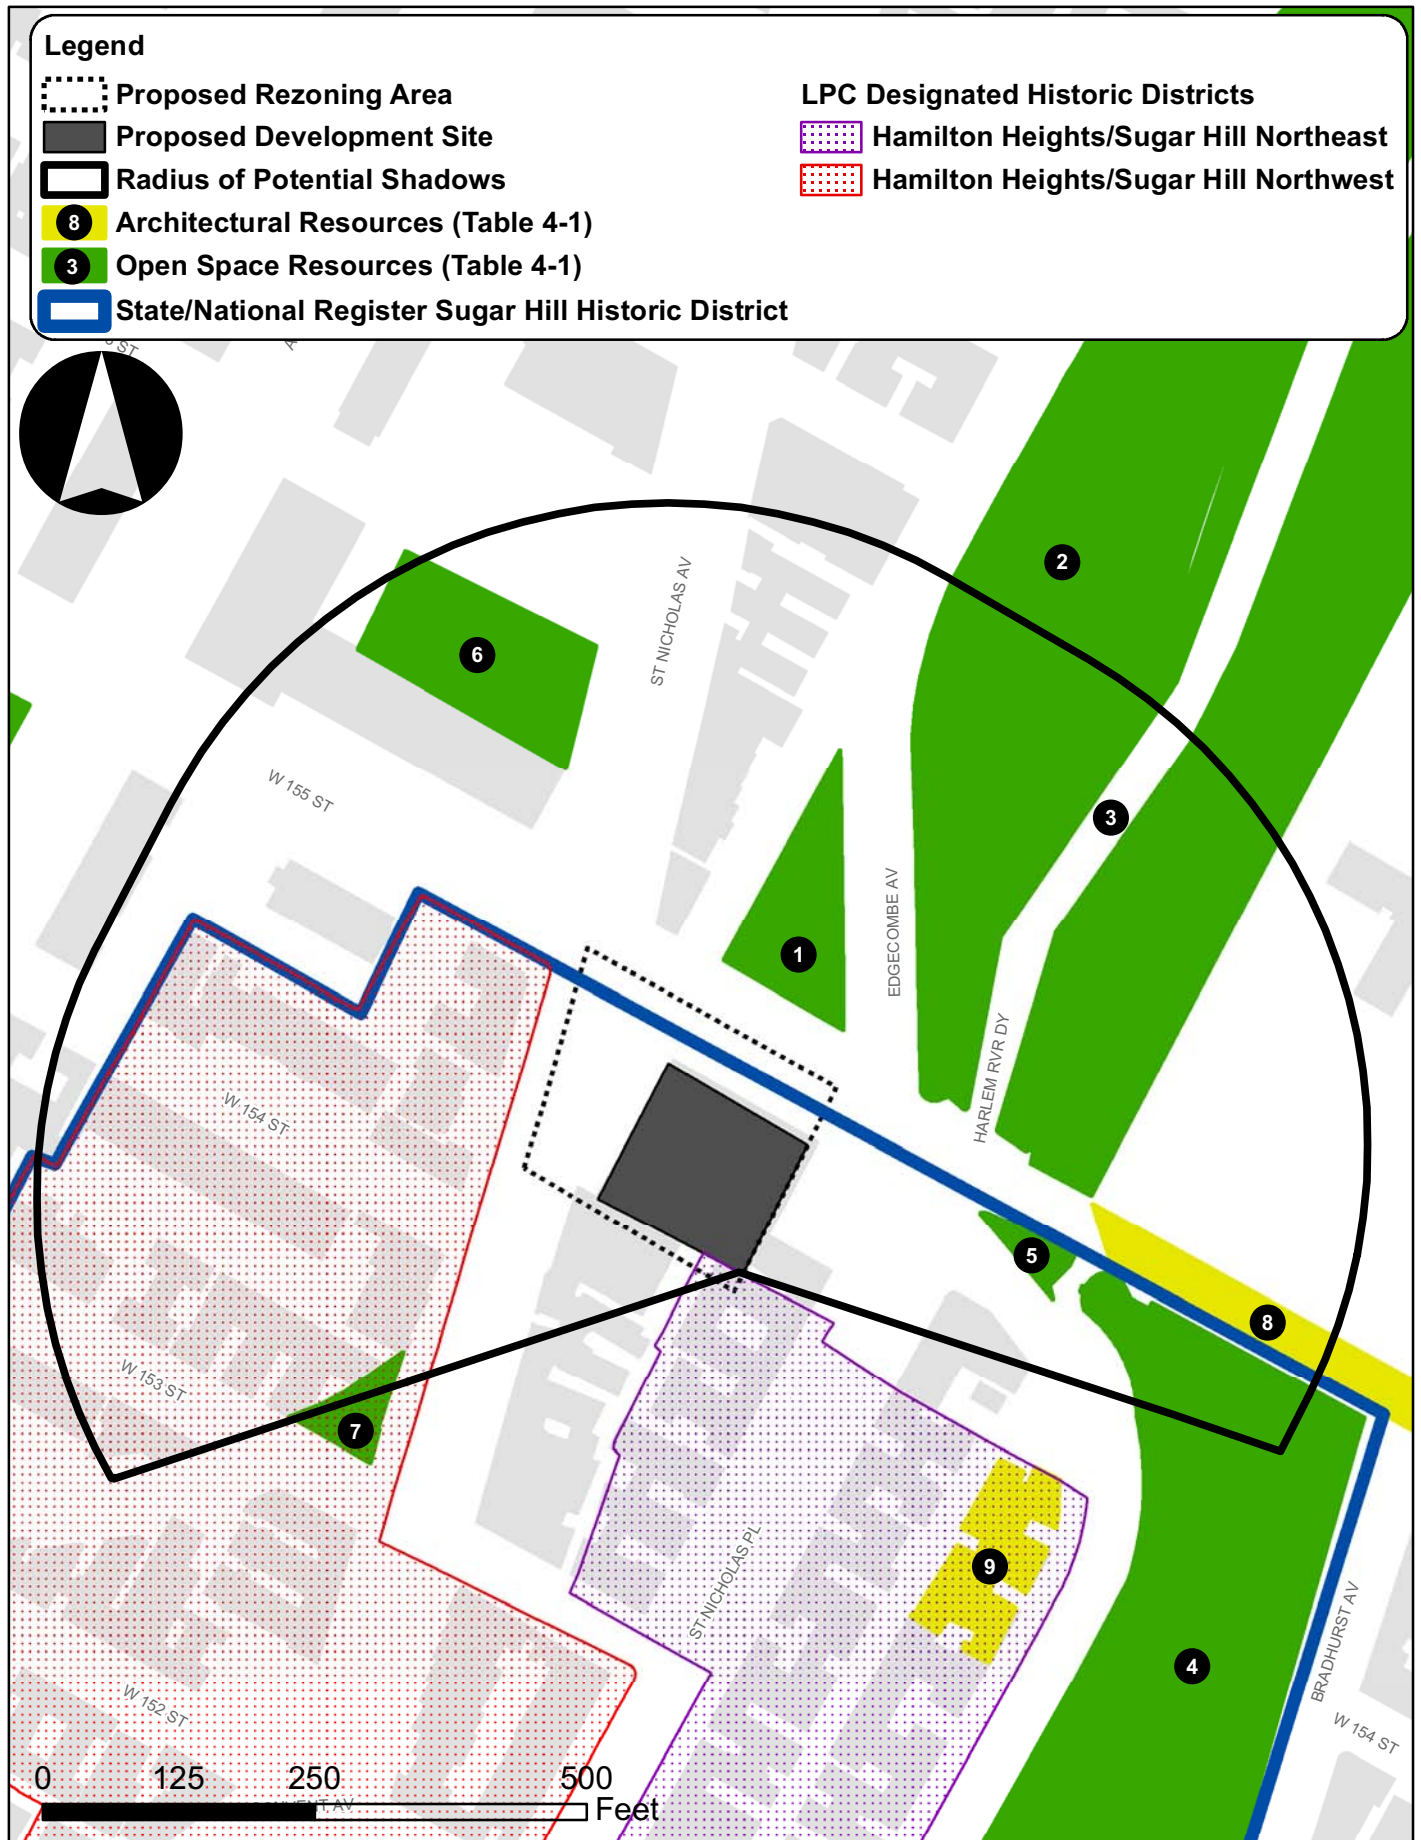 Legend
Proposed Rezoning Area
Proposed Development Site
Radius of Potential Shadows
8 Architectural Resources (Table 4-1)
3 Open Space Resources (Table 4-1)
State/National Register Sugar Hill Historic District
LPC Designated Historic Districts
Hamilton Heights/Sugar Hill Northeast
Hamilton Heights/Sugar Hill Northwest
ST
A
2
ST NICHOLAS AV
6
W 155 ST
3
EDGECOMBE AV
1
HARLEM RVR DY
W 154 ST
5
8
W 153 ST
7
9
ST NICHOLAS PL
4
BRADHURST AV
W 152 ST
W 154 ST
0 125 250 500
Feet
AV